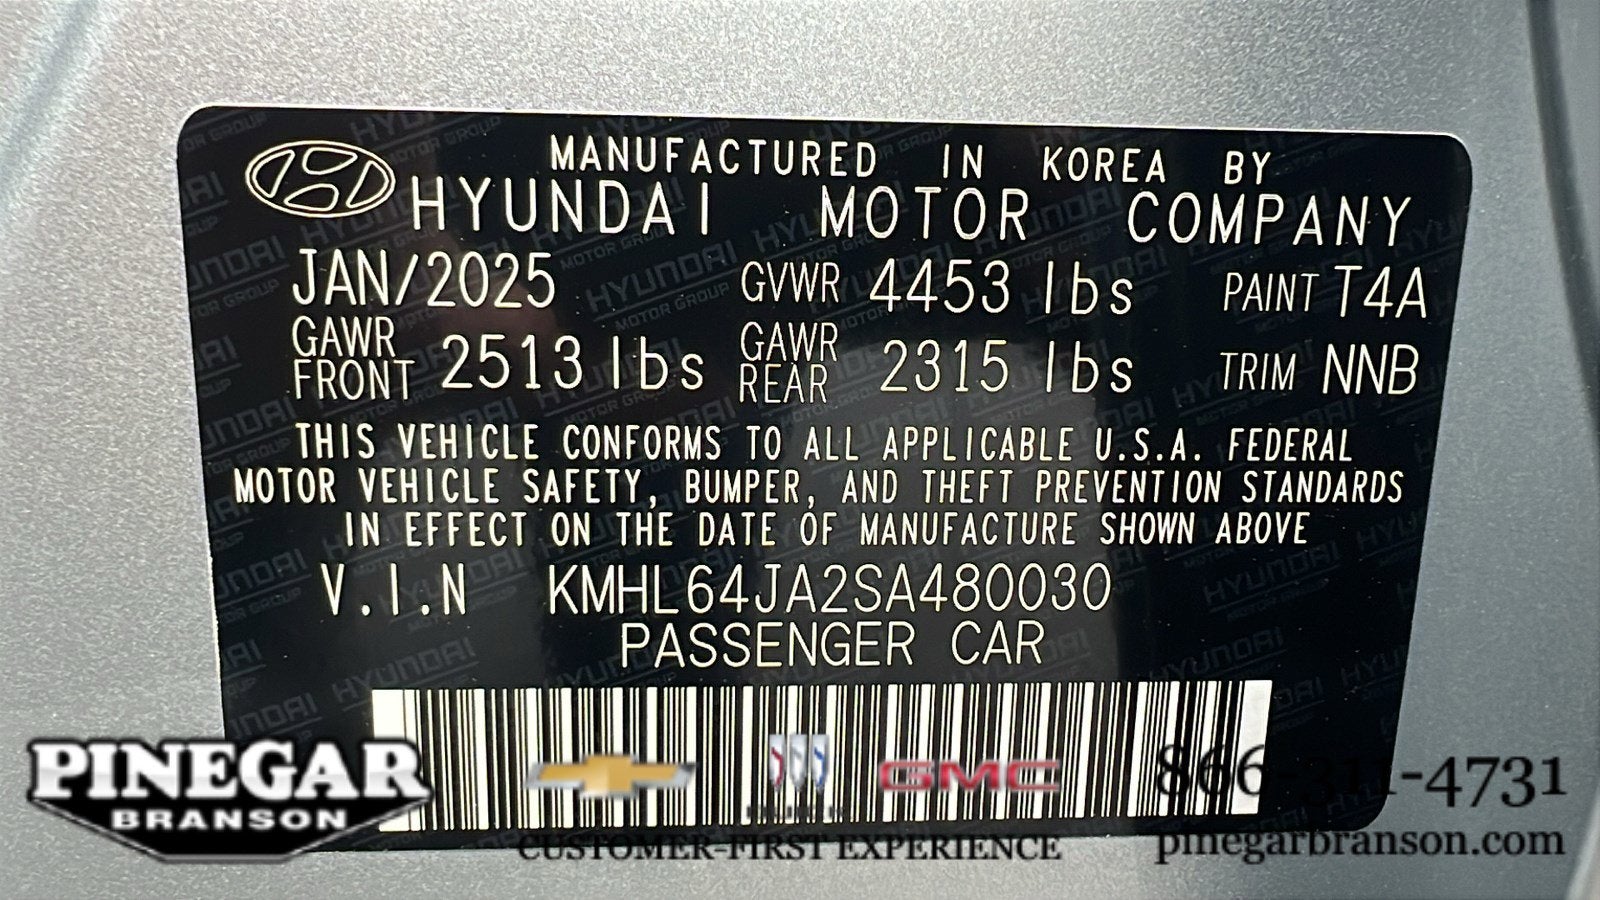 MANUFACTURED IN KOREA BY
HYUNDAI MOTOR COMPANY
JAN/2025 GVWR 4453 lbs PAINT T4A
GAWR FRONT 2513 lbs GAWR REAR 2315 lbs TRIM NNB
THIS VEHICLE CONFORMS TO ALL APPLICABLE U.S.A. FEDERAL
MOTOR VEHICLE SAFETY, BUMPER, AND THEFT PREVENTION STANDARDS
IN EFFECT ON THE DATE OF MANUFACTURE SHOWN ABOVE
V.I.N KMHL64JA2SA480030
PASSENGER CAR
PINEGAR
BRANSON
GMC
CUSTOMER-FIRST EXPERIENCE
866-311-4731
pinegarbranson.com